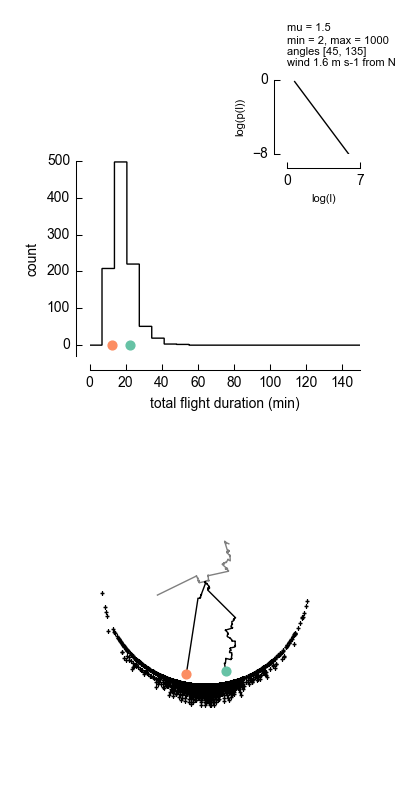 mu = 1.5
min = 2, max = 1000
angles [45, 135]
wind 1.6 m s-1 from N
0
−8
log(p(l))
0 7
log(l)
500
400
300
200
100
0
count
0 20 40 60 80 100 120 140
total flight duration (min)